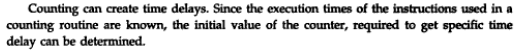 Counting can create time delays. Since the execution times of the instructions used in a
counting routine are known, the initial value of the counter, required to get specific time
delay can be determined.